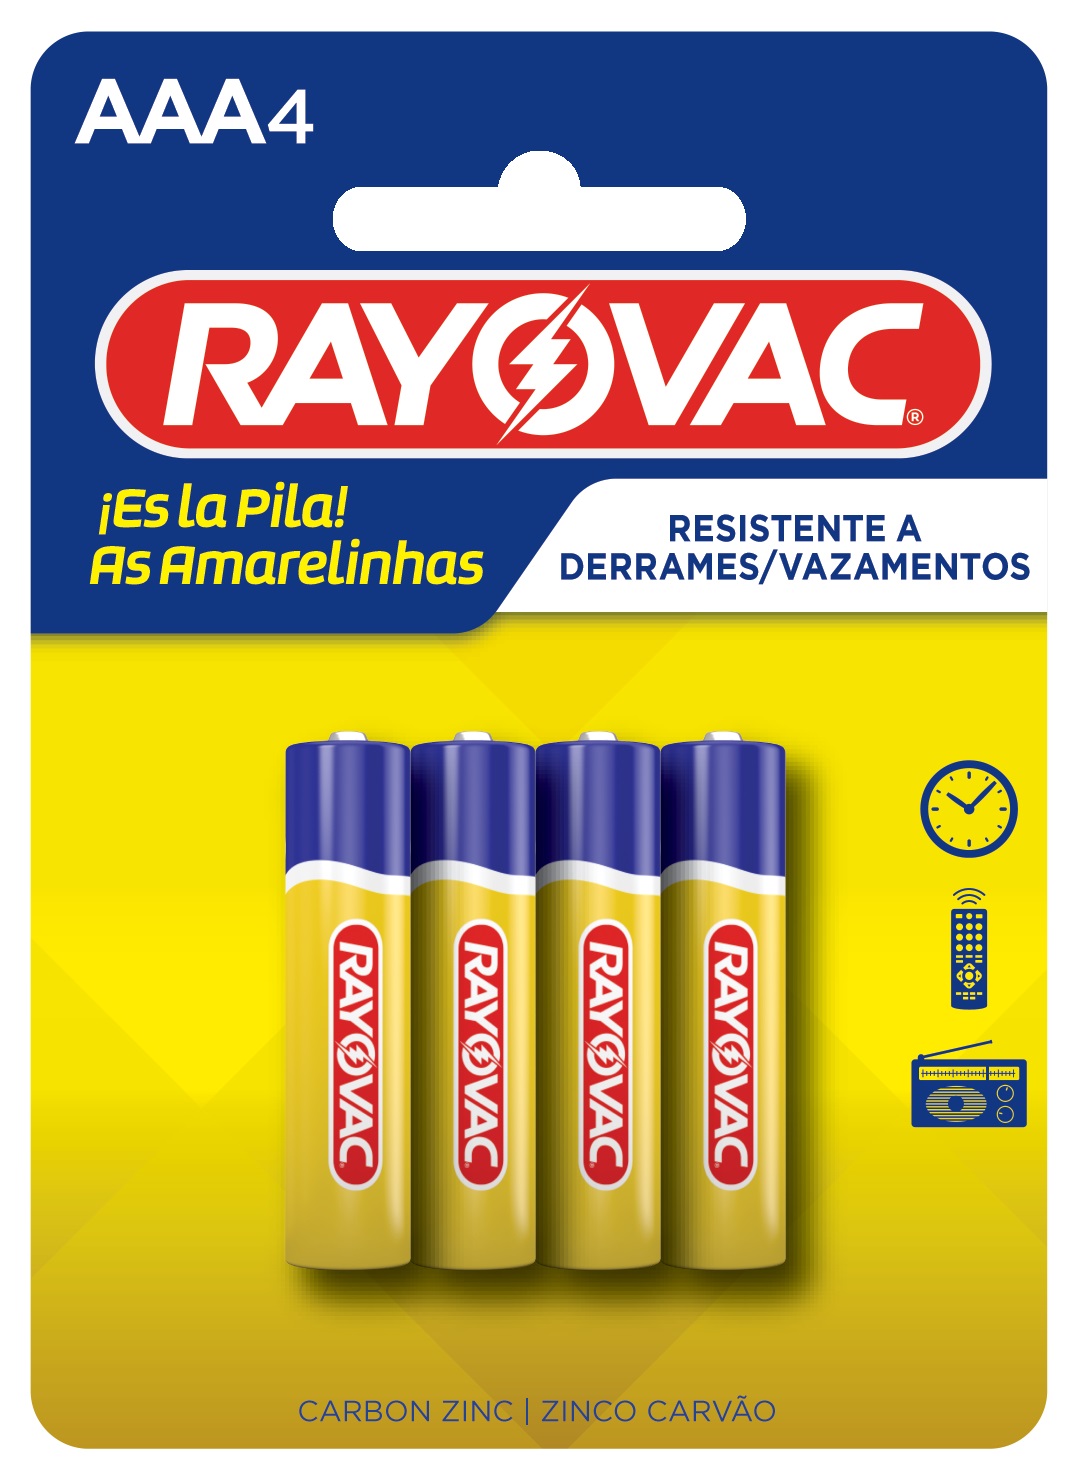 AAA4
RAYOVAC®
¡Es la Pila!
As Amarelinhas
RESISTENTE A
DERRAMES/VAZAMENTOS
RAYOVAC
RAYOVAC
RAYOVAC
RAYOVAC
CARBON ZINC | ZINCO CARVÃO